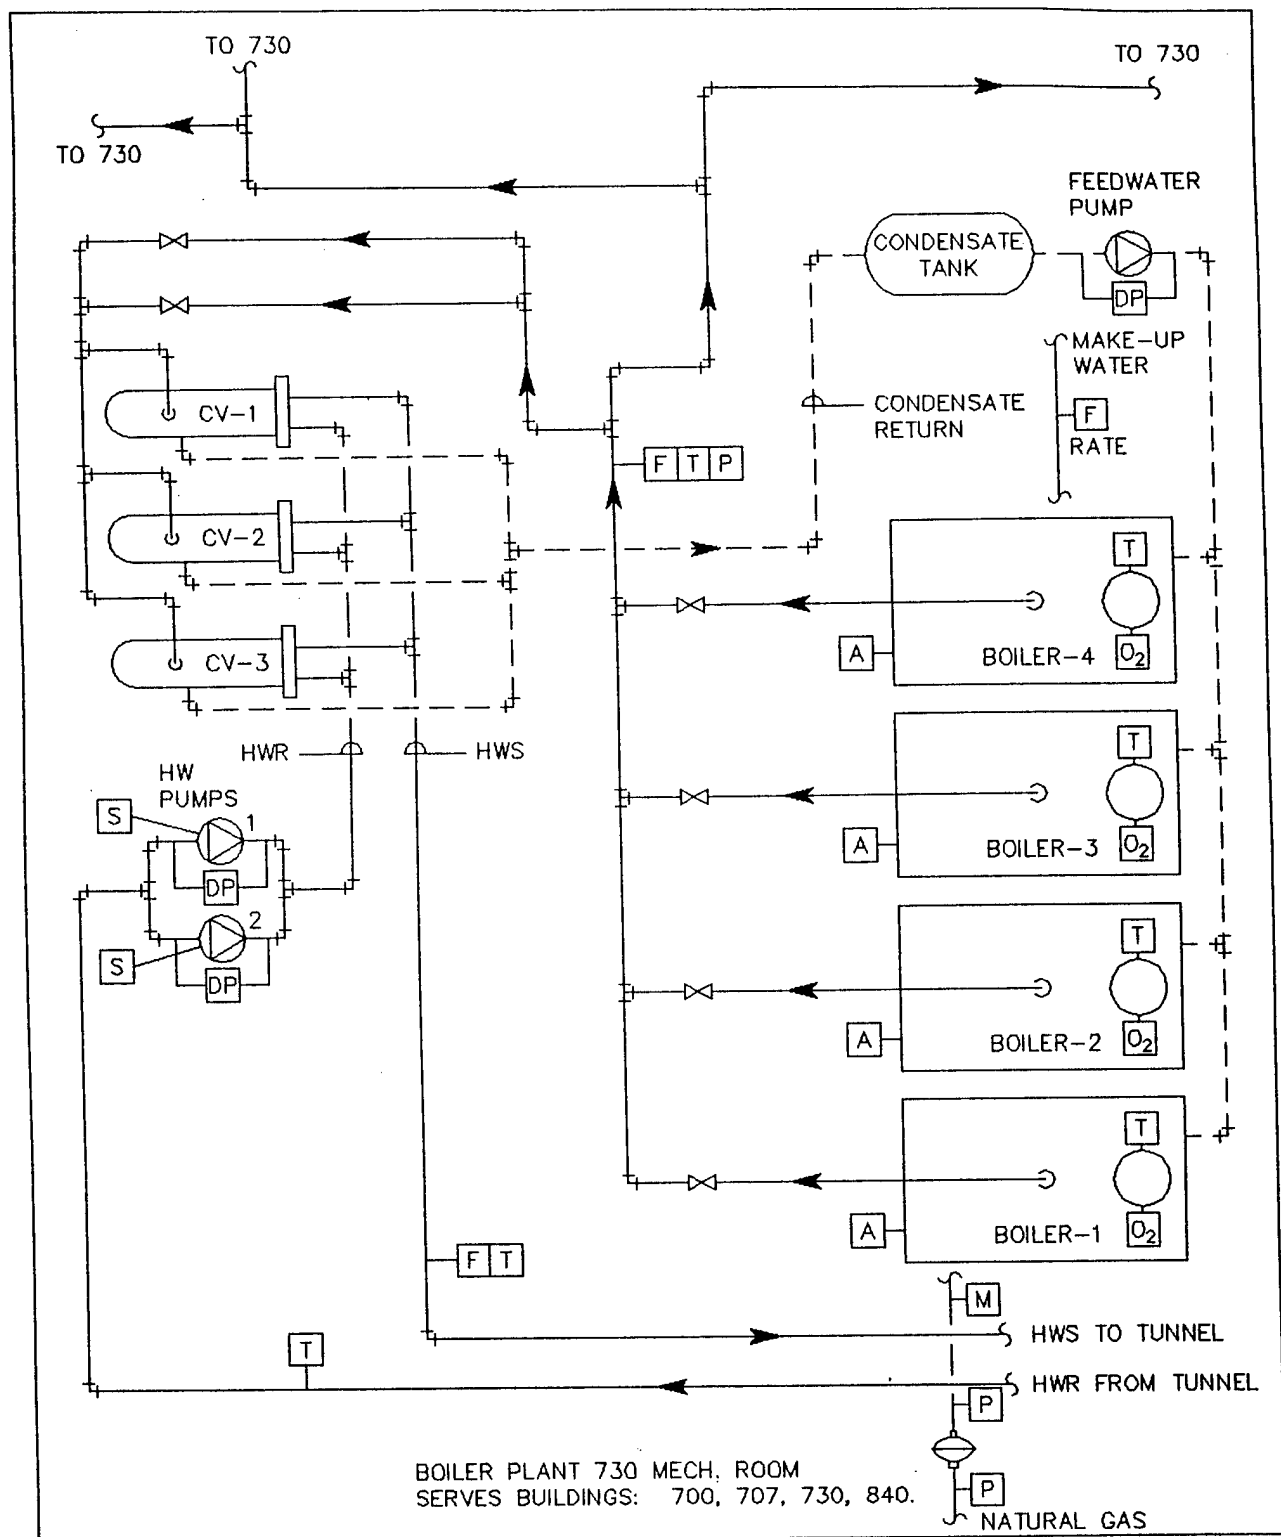 TO 730
TO 730
TO 730
FEEDWATER
PUMP
CONDENSATE
TANK
DP
MAKE-UP
WATER
F
RATE
CONDENSATE
RETURN
CV-1
F T P
CV-2
T
CV-3
A
BOILER-4
O2
HWR
HWS
T
HW
PUMPS
S
1
A
BOILER-3
O2
DP
2
S
DP
T
A
BOILER-2
O2
T
A
BOILER-1
O2
F T
M
HWS TO TUNNEL
T
HWR FROM TUNNEL
P
BOILER PLANT 730 MECH. ROOM
SERVES BUILDINGS: 700, 707, 730, 840.
P
NATURAL GAS